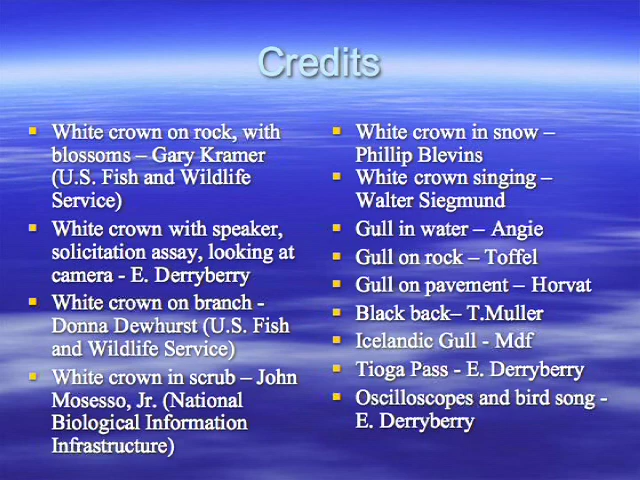 Credits
White crown on rock, with
blossoms – Gary Kramer
(U.S. Fish and Wildlife
Service)
White crown with speaker,
solicitation assay, looking at
camera - E. Derryberry
White crown on branch -
Donna Dewhurst (U.S. Fish
and Wildlife Service)
White crown in scrub – John
Mosesso, Jr. (National
Biological Information
Infrastructure)
White crown in snow –
Phillip Blevins
White crown singing –
Walter Siegmund
Gull in water – Angie
Gull on rock – Toffel
Gull on pavement – Horvat
Black back– T.Muller
Icelandic Gull - Mdf
Tioga Pass - E. Derryberry
Oscilloscopes and bird song -
E. Derryberry